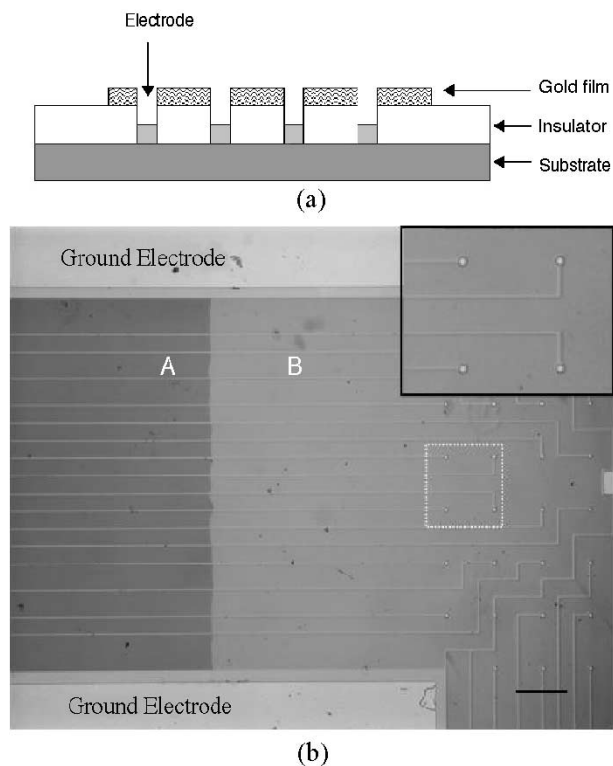 Electrode
Gold film
Insulator
Substrate
(a)
Ground Electrode
A
B
Ground Electrode
(b)